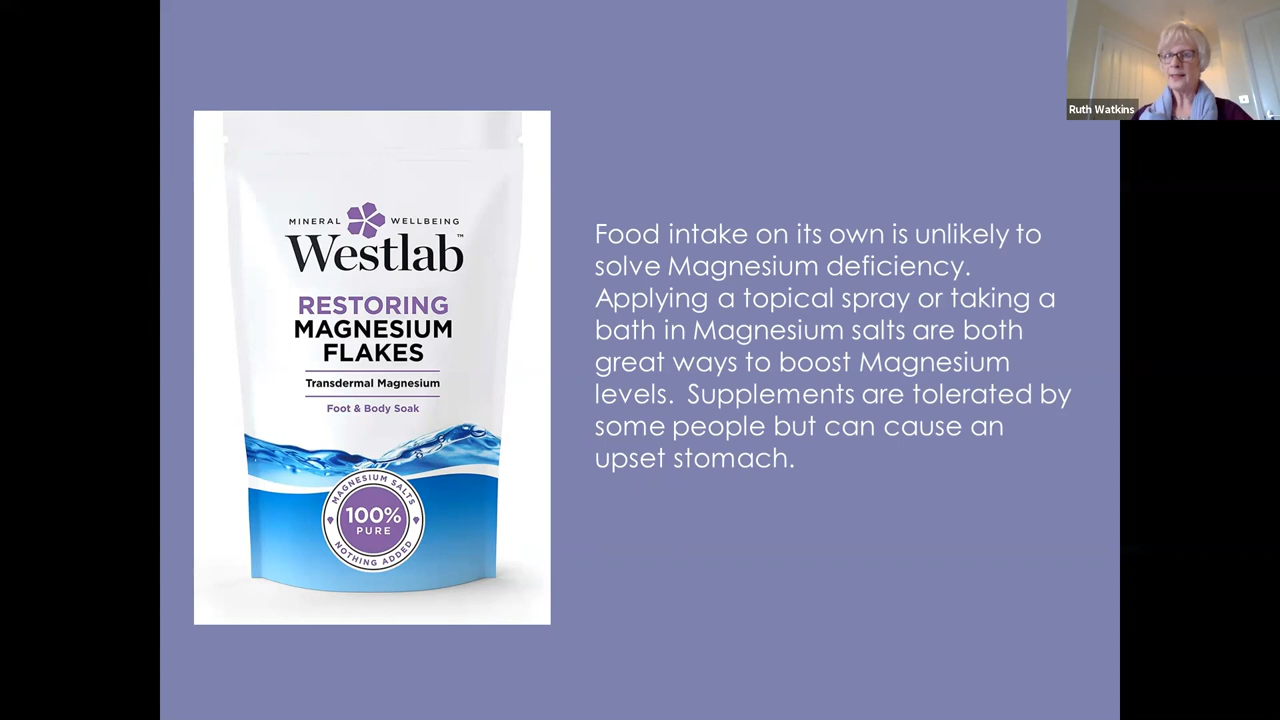 Ruth Watkins
MINERAL WELLBEING
Westlab™
RESTORING
MAGNESIUM
FLAKES
Transdermal Magnesium
Foot & Body Soak
MAGNESIUM SALTS
100%
PURE
NOTHING ADDED
Food intake on its own is unlikely to
solve Magnesium deficiency.
Applying a topical spray or taking a
bath in Magnesium salts are both
great ways to boost Magnesium
levels.  Supplements are tolerated by
some people but can cause an
upset stomach.